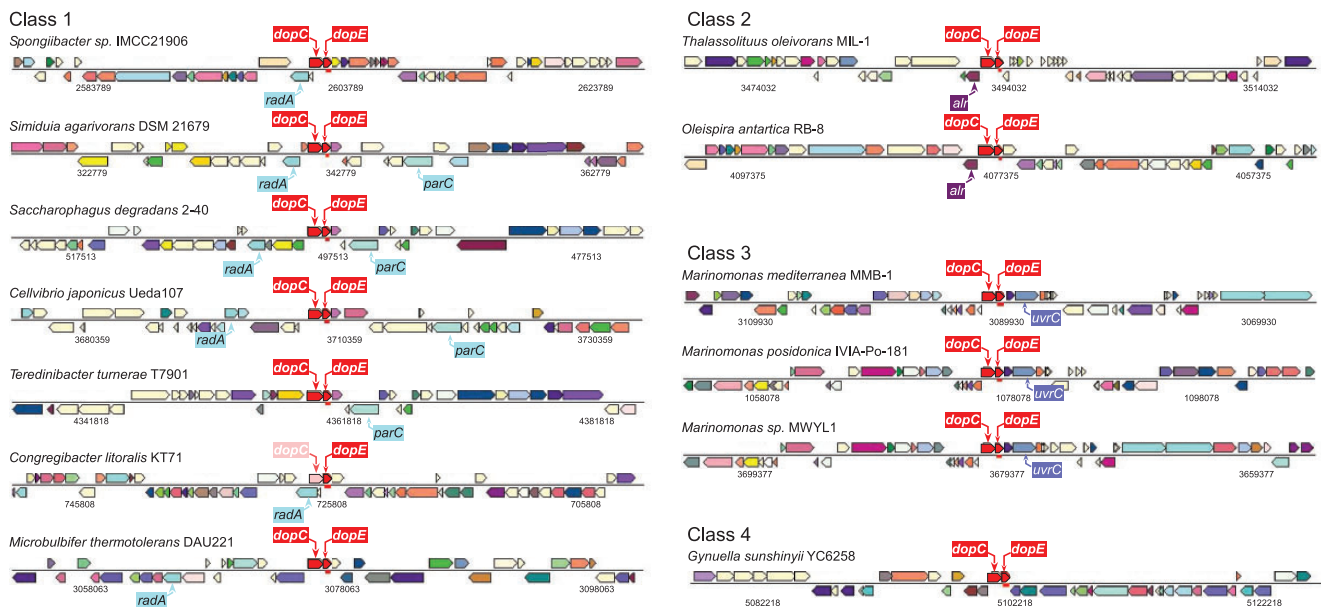 Class 1
Spongiibacter sp. IMCC21906
dopC dopE
2583789 2603789 2623789
radA
Simiduia agarivorans DSM 21679
dopC dopE
322779 342779 362779
radA parC
Saccharophagus degradans 2-40
dopC dopE
517513 497513 477513
radA parC
Cellvibrio japonicus Ueda107
dopC dopE
3680359 3710359 3730359
radA parC
Teredinibacter turnerae T7901
dopC dopE
4341818 4361818 4381818
parC
Congregibacter litoralis KT71
dopC dopE
745808 725808 705808
radA
Microbulbifer thermotolerans DAU221
dopC dopE
3058063 3078063 3098063
radA
Class 2
Thalassolituus oleivorans MIL-1
dopC dopE
3474032 3494032 3514032
alr
Oleispira antartica RB-8
dopC dopE
4097375 4077375 4057375
alr
Class 3
Marinomonas mediterranea MMB-1
dopC dopE
3109930 3089930 3069930
uvrC
Marinomonas posidonica IVIA-Po-181
dopC dopE
1058078 1078078 1098078
uvrC
Marinomonas sp. MWYL1
dopC dopE
3699377 3679377 3659377
uvrC
Class 4
Gynuella sunshinyii YC6258
dopC dopE
5082218 5102218 5122218